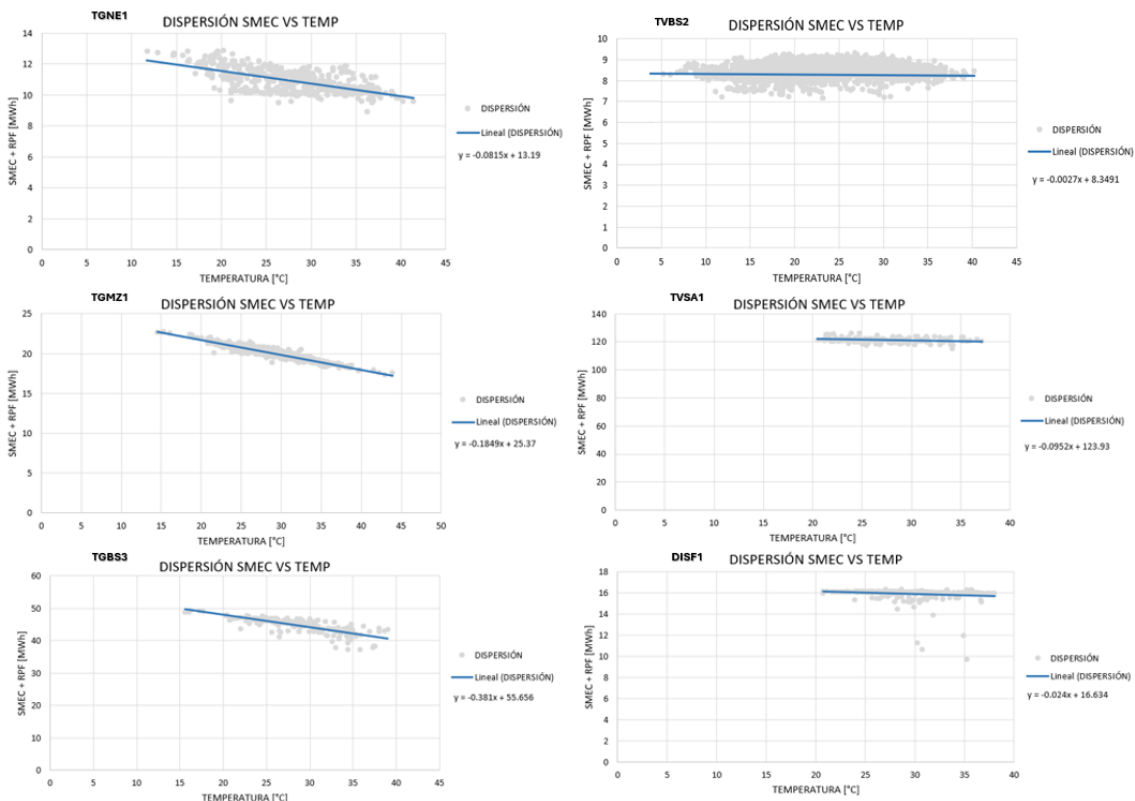 TGNE1
DISPERSIÓN SMEC VS TEMP
14
12
10
8
6
4
2
0
SMEC + RPF [MWh]
0 5 10 15 20 25 30 35 40 45
TEMPERATURA [°C]
DISPERSIÓN
Lineal (DISPERSIÓN)
y = -0.0815x + 13.19
TVBS2
DISPERSIÓN SMEC VS TEMP
10
9
8
7
6
5
4
3
2
1
0
SMEC + RPF [MWh]
0 5 10 15 20 25 30 35 40 45
TEMPERATURA [°C]
DISPERSIÓN
Lineal (DISPERSIÓN)
y = -0.0027x + 8.3491
TGMZ1
DISPERSIÓN SMEC VS TEMP
25
20
15
10
5
0
SMEC + RPF [MWh]
0 5 10 15 20 25 30 35 40 45 50
TEMPERATURA [°C]
DISPERSIÓN
Lineal (DISPERSIÓN)
y = -0.1849x + 25.37
TVSA1
DISPERSIÓN SMEC VS TEMP
140
120
100
80
60
40
20
0
SMEC + RPF [MWh]
0 5 10 15 20 25 30 35 40
TEMPERATURA [°C]
DISPERSIÓN
Lineal (DISPERSIÓN)
y = -0.0952x + 123.93
TGBS3
DISPERSIÓN SMEC VS TEMP
60
50
40
30
20
10
0
SMEC + RPF [MWh]
0 5 10 15 20 25 30 35 40 45
TEMPERATURA [°C]
DISPERSIÓN
Lineal (DISPERSIÓN)
y = -0.381x + 55.656
DISF1
DISPERSIÓN SMEC VS TEMP
18
16
14
12
10
8
6
4
2
0
SMEC + RPF [MWh]
0 5 10 15 20 25 30 35 40
TEMPERATURA [°C]
DISPERSIÓN
Lineal (DISPERSIÓN)
y = -0.024x + 16.634